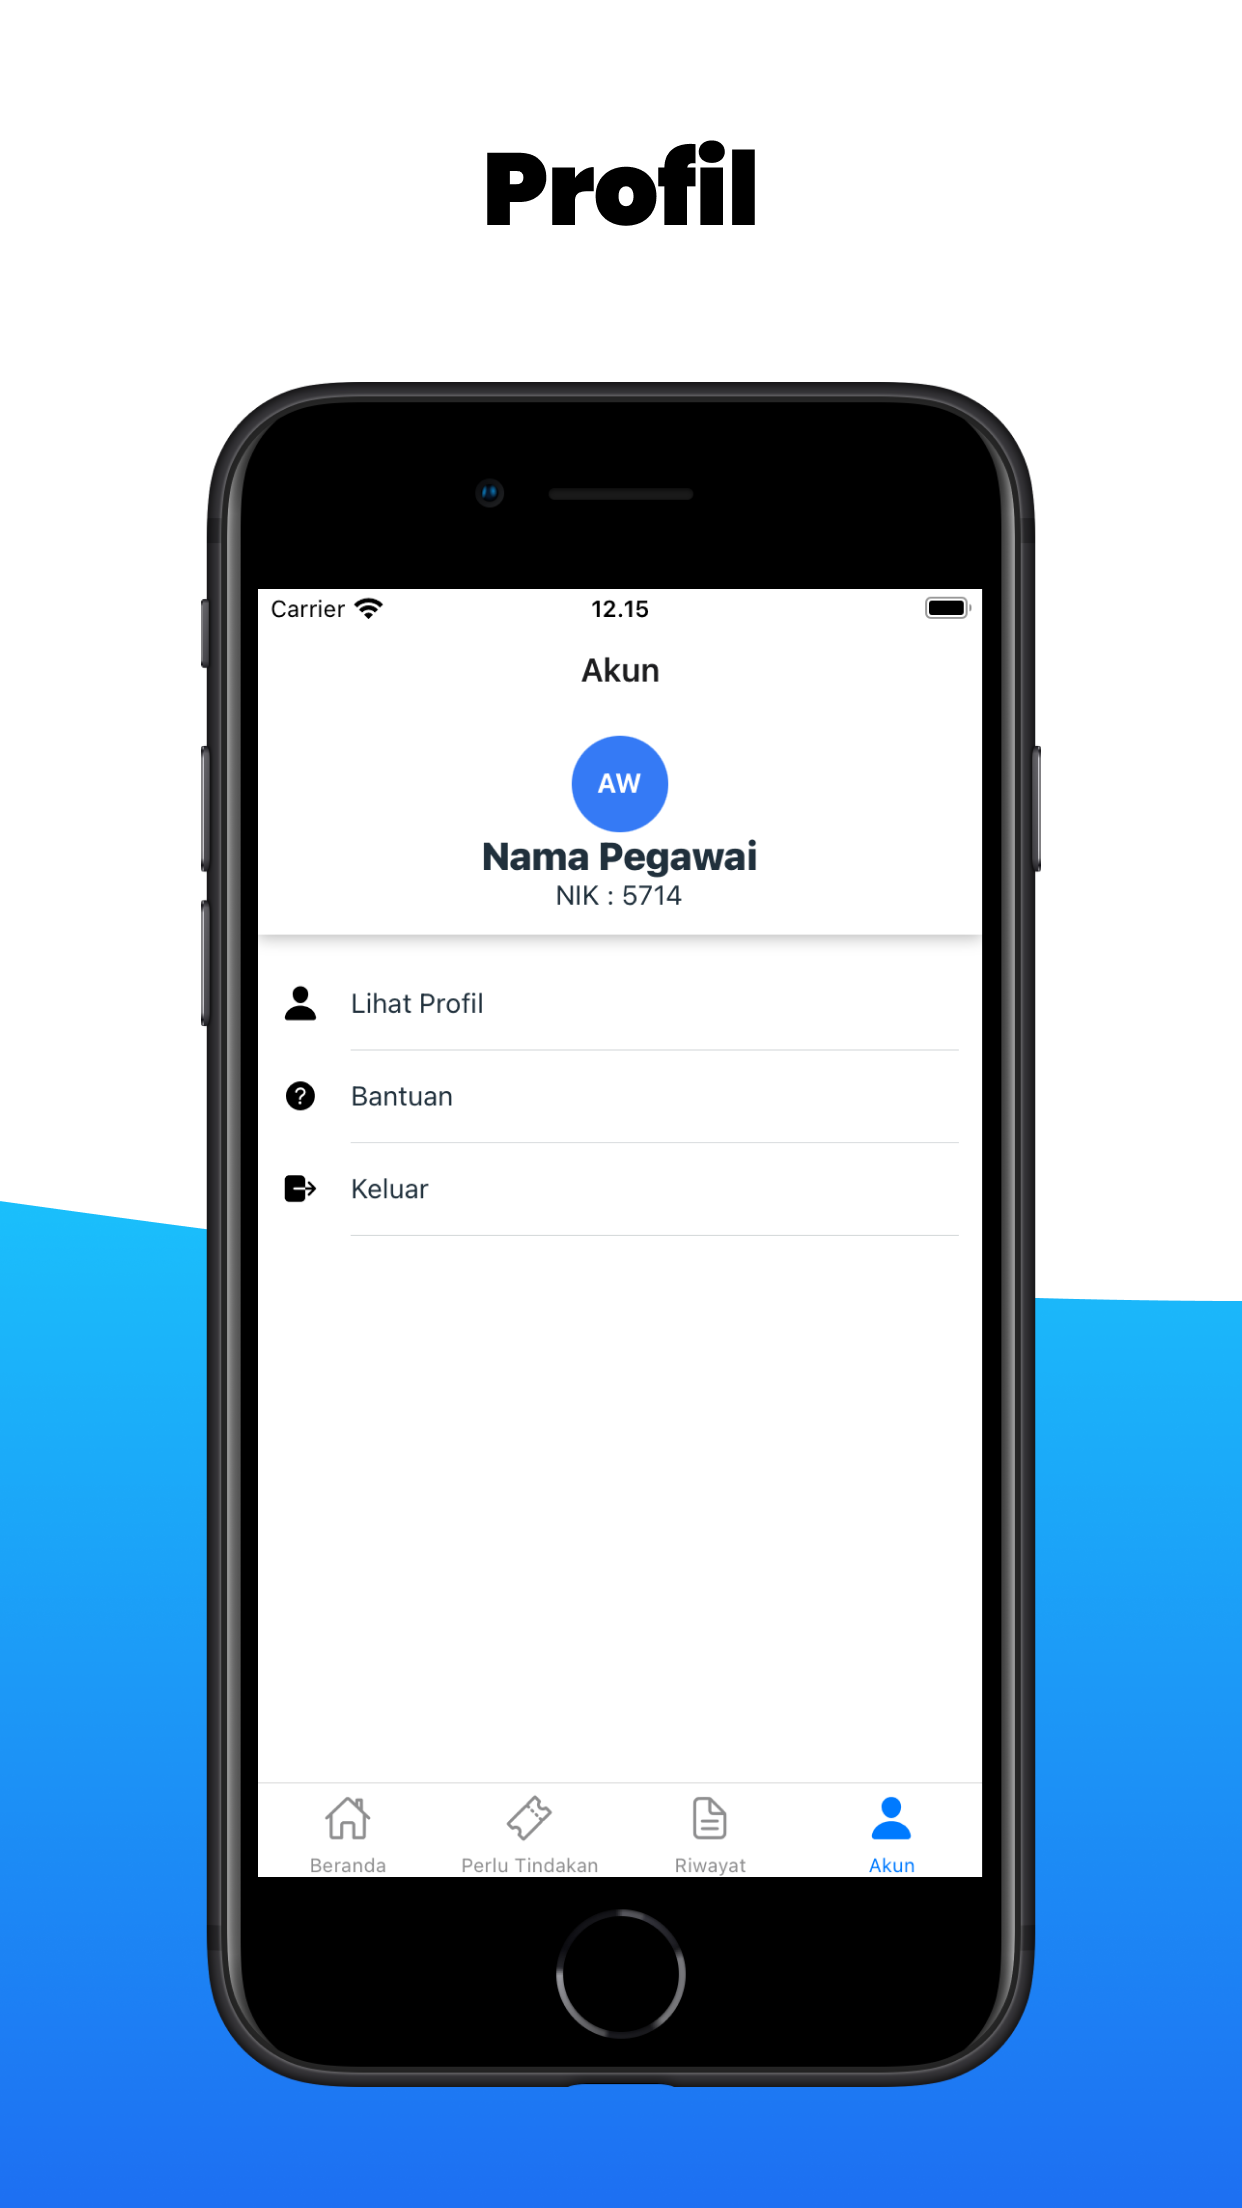 Profil
Carrier 12.15
Akun
AW
Nama Pegawai
NIK : 5714
Lihat Profil
Bantuan
Keluar
Beranda Perlu Tindakan Riwayat Akun